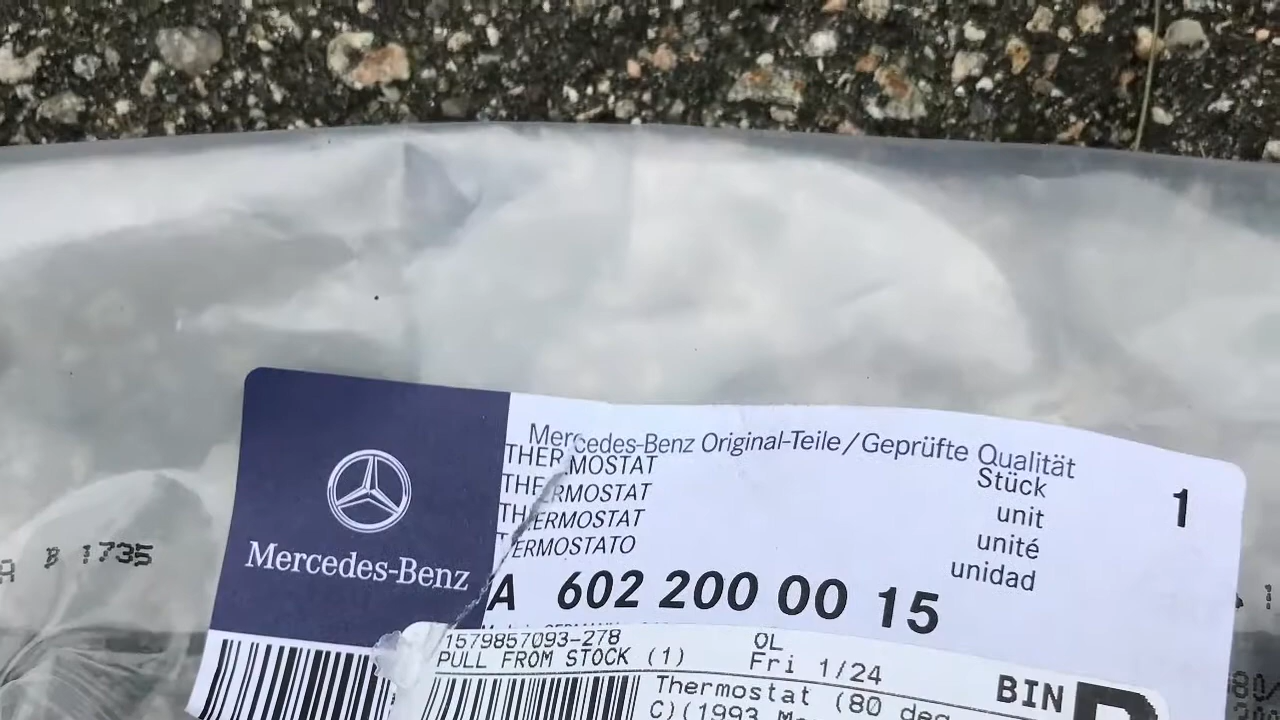 Mercedes-Benz Original-Teile/Geprüfte Qualität
THERMOSTAT Stück 1
THERMOSTAT unit
THERMOSTAT unité
TERMOSTATO unidad
Mercedes-Benz
A 602 200 00 15
B 1735
1579857093-278 OL
PULL FROM STOCK (1) Fri 1/24
BIN
Thermostat (80 deg
C)(1993